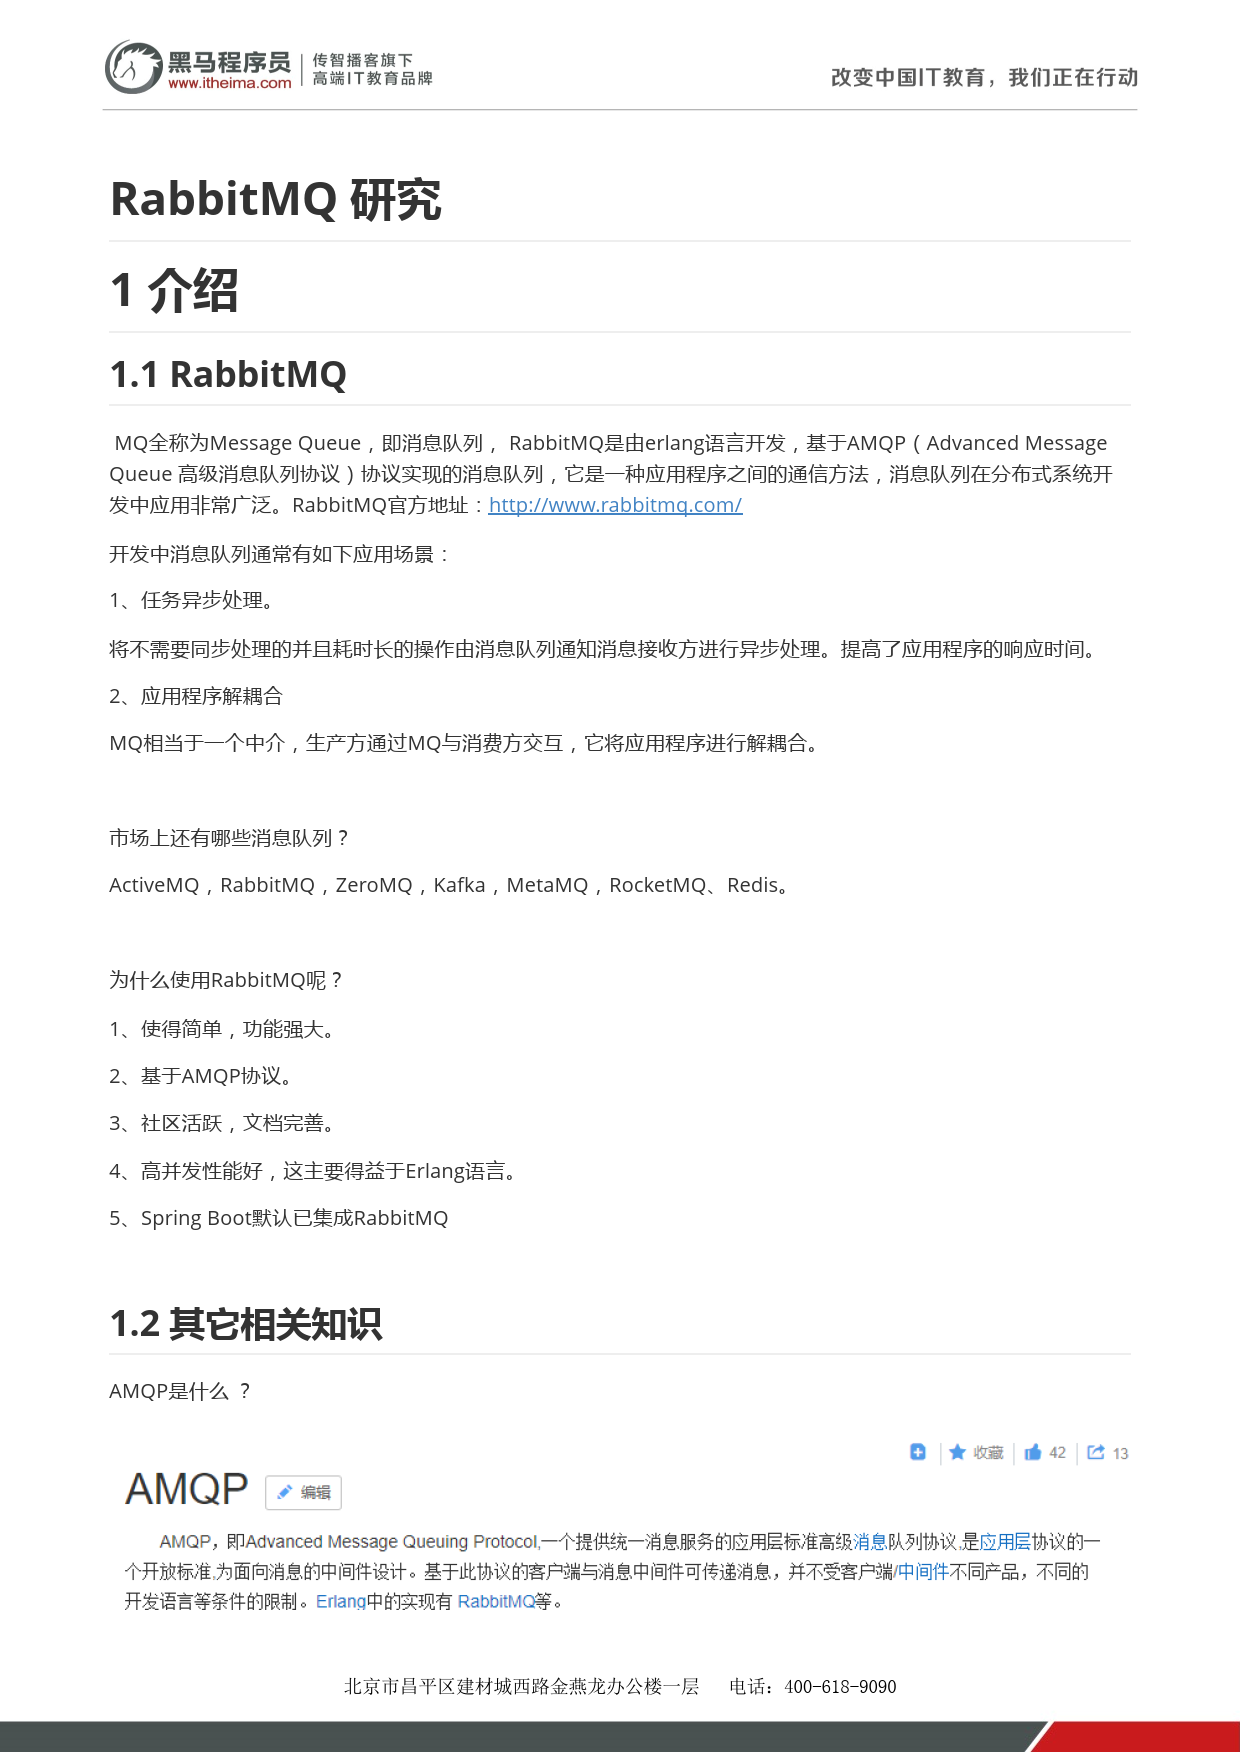 黑马程序员
www.itheima.com
传智播客旗下
高端IT教育品牌
改变中国IT教育，我们正在行动
RabbitMQ 研究
1 介绍
1.1 RabbitMQ
MQ全称为Message Queue，即消息队列， RabbitMQ是由erlang语言开发，基于AMQP（Advanced Message
Queue 高级消息队列协议）协议实现的消息队列，它是一种应用程序之间的通信方法，消息队列在分布式系统开
发中应用非常广泛。RabbitMQ官方地址：http://www.rabbitmq.com/
开发中消息队列通常有如下应用场景：
1、任务异步处理。
将不需要同步处理的并且耗时长的操作由消息队列通知消息接收方进行异步处理。提高了应用程序的响应时间。
2、应用程序解耦合
MQ相当于一个中介，生产方通过MQ与消费方交互，它将应用程序进行解耦合。
市场上还有哪些消息队列？
ActiveMQ，RabbitMQ，ZeroMQ，Kafka，MetaMQ，RocketMQ、Redis。
为什么使用RabbitMQ呢？
1、使得简单，功能强大。
2、基于AMQP协议。
3、社区活跃，文档完善。
4、高并发性能好，这主要得益于Erlang语言。
5、Spring Boot默认已集成RabbitMQ
1.2 其它相关知识
AMQP是什么 ？
收藏 42 13
AMQP 编辑
AMQP，即Advanced Message Queuing Protocol,一个提供统一消息服务的应用层标准高级消息队列协议,是应用层协议的一
个开放标准,为面向消息的中间件设计。基于此协议的客户端与消息中间件可传递消息，并不受客户端/中间件不同产品，不同的
开发语言等条件的限制。Erlang中的实现有 RabbitMQ等。
北京市昌平区建材城西路金燕龙办公楼一层 电话：400-618-9090